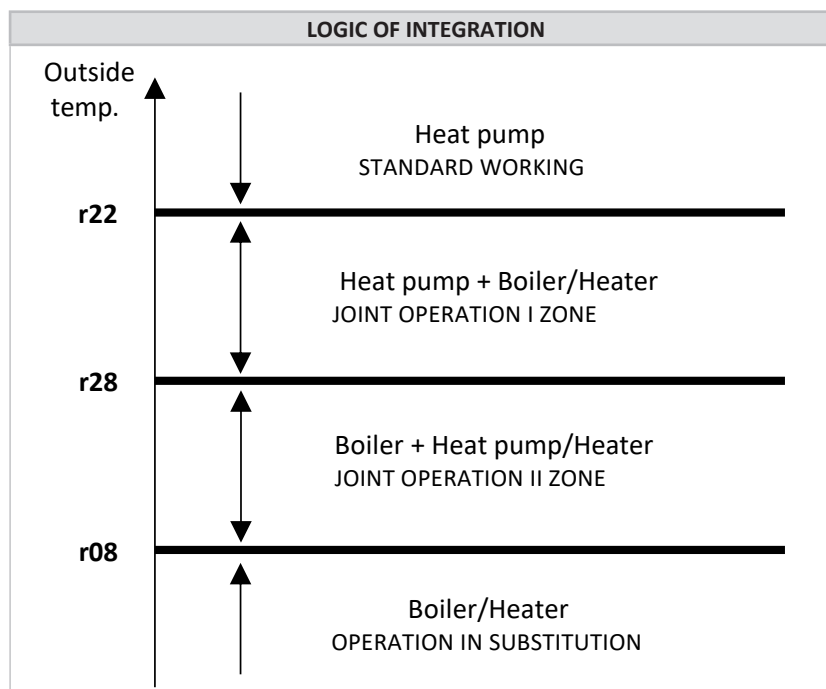 LOGIC OF INTEGRATION
Outside
temp.
Heat pump
STANDARD WORKING
r22
Heat pump + Boiler/Heater
JOINT OPERATION I ZONE
r28
Boiler + Heat pump/Heater
JOINT OPERATION II ZONE
r08
Boiler/Heater
OPERATION IN SUBSTITUTION